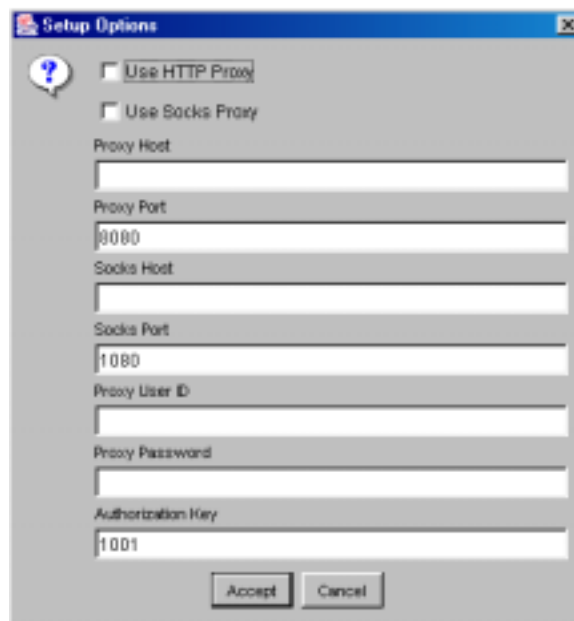 Setup Options
Use HTTP Proxy
Use Socks Proxy
Proxy Host
Proxy Port
8080
Socks Host
Socks Port
1080
Proxy User ID
Proxy Password
Authorization Key
1001
Accept Cancel